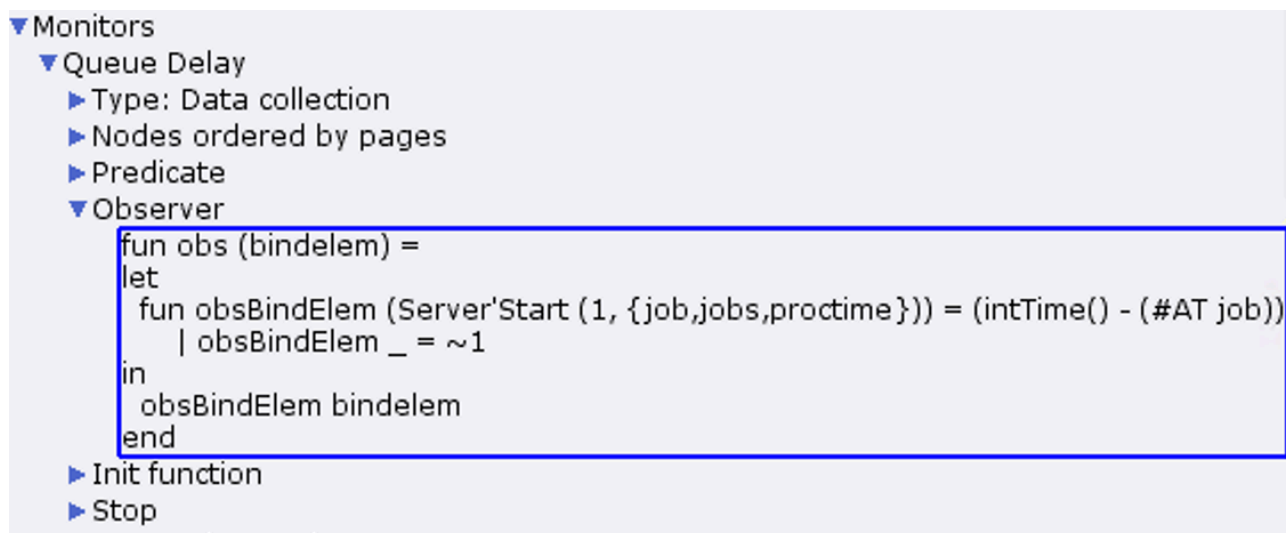 Monitors
Queue Delay
Type: Data collection
Nodes ordered by pages
Predicate
Observer
fun obs (bindelem) =
let
fun obsBindElem (Server'Start (1, {job,jobs,proctime})) = (intTime() - (#AT job))
| obsBindElem _ = ~1
in
obsBindElem bindelem
end
Init function
Stop